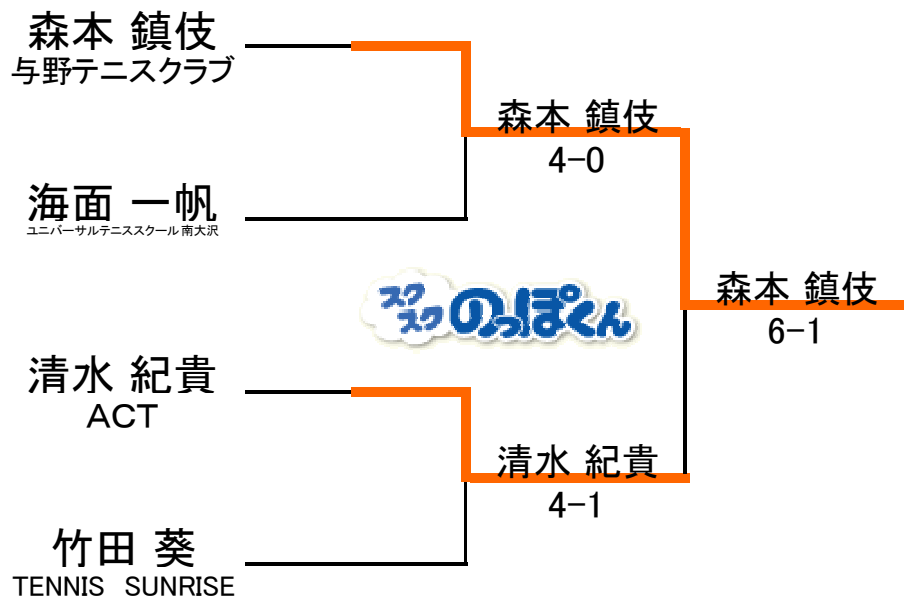 森本 鎮伎
与野テニスクラブ
森本 鎮伎
4-0
海面 一帆
ユニバーサルテニススクール南大沢
スク
スク
のっぽくん
森本 鎮伎
6-1
清水 紀貴
ACT
清水 紀貴
4-1
竹田 葵
TENNIS SUNRISE